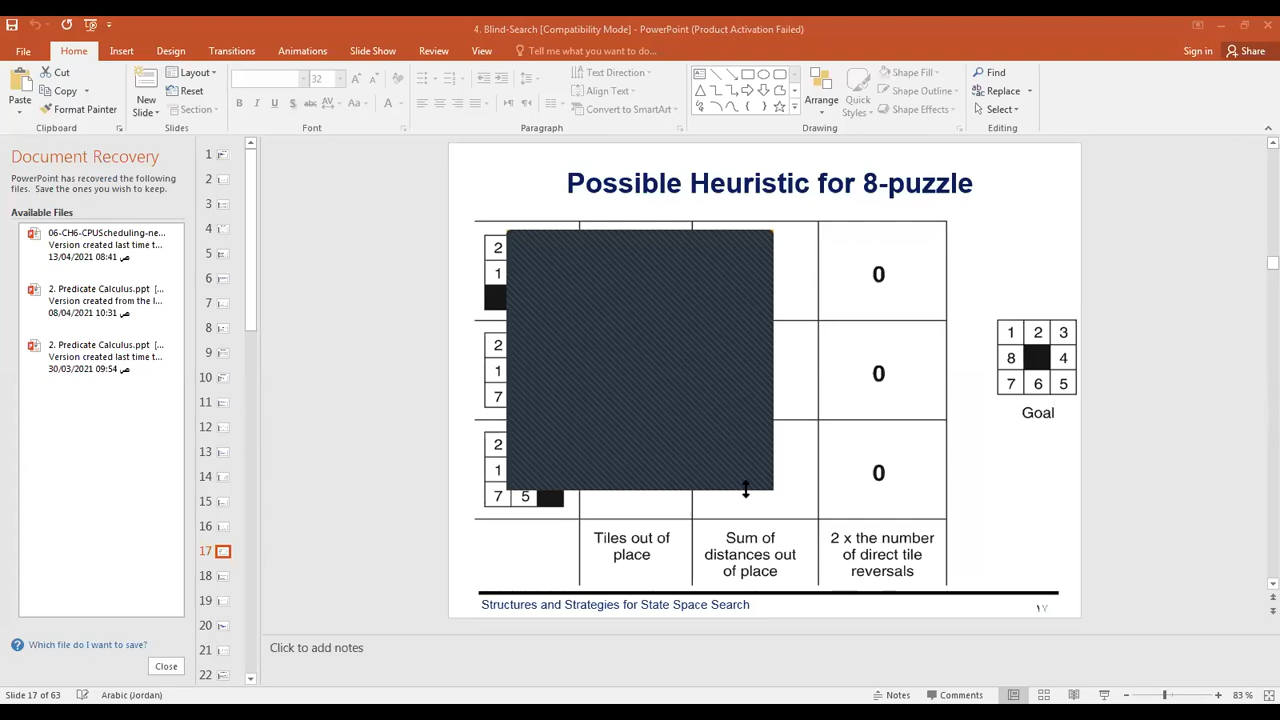 4. Blind-Search [Compatibility Mode] - PowerPoint (Product Activation Failed)
File Home Insert Design Transitions Animations Slide Show Review View Tell me what you want to do... Sign in Share
Paste
Cut
Copy
Format Painter
Clipboard
New Slide
Layout
Reset
Section
Slides
32
B I U S abc AV Aa A
Font
Text Direction
Align Text
Convert to SmartArt
Paragraph
Arrange
Quick Styles
Shape Fill
Shape Outline
Shape Effects
Drawing
Find
Replace
Select
Editing
Document Recovery
PowerPoint has recovered the following
files. Save the ones you wish to keep.
Available Files
06-CH6-CPUScheduling-ne...
Version created last time t...
13/04/2021 08:41 ص
2. Predicate Calculus.ppt [...
Version created from the l...
08/04/2021 10:31 ص
2. Predicate Calculus.ppt [...
Version created last time t...
30/03/2021 09:54 ص
Which file do I want to save?
Close
1
2
3
4
5
6
7
8
9
10
11
12
13
14
15
16
17
18
19
20
21
22
Possible Heuristic for 8-puzzle
2
1
0
2
1
7
0
2
1
7 5
0
Tiles out of
place
Sum of
distances out
of place
2 x the number
of direct tile
reversals
1 2 3
8 4
7 6 5
Goal
Structures and Strategies for State Space Search
١٧
Click to add notes
Slide 17 of 63 Arabic (Jordan) Notes Comments 83 %